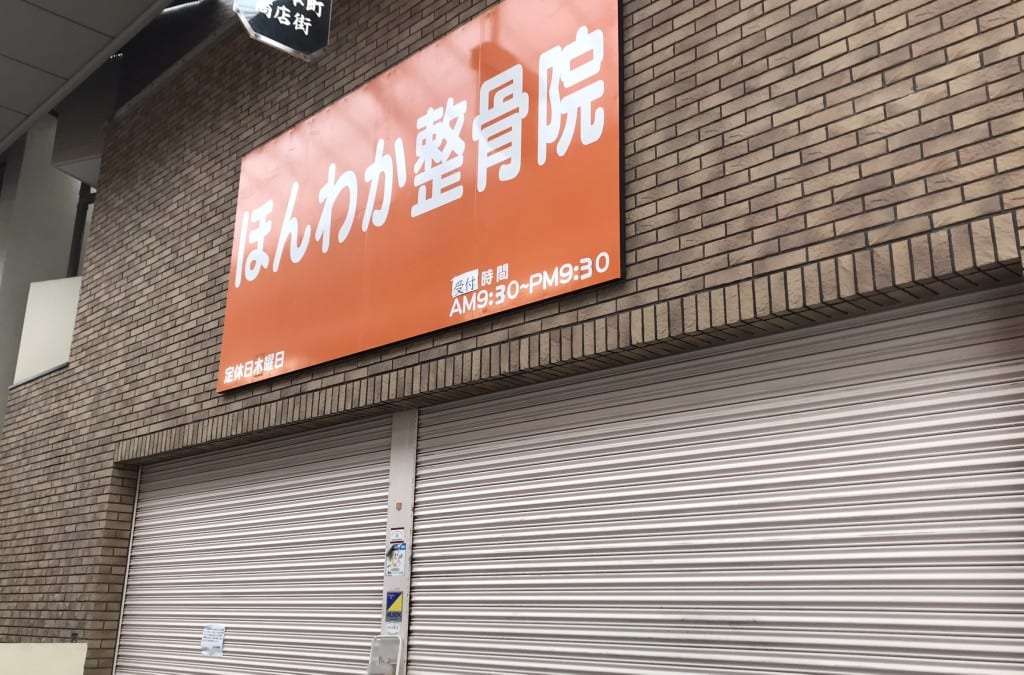 商店街
ほんわか整骨院
受付時間
AM9:30~PM9:30
定休日木曜日